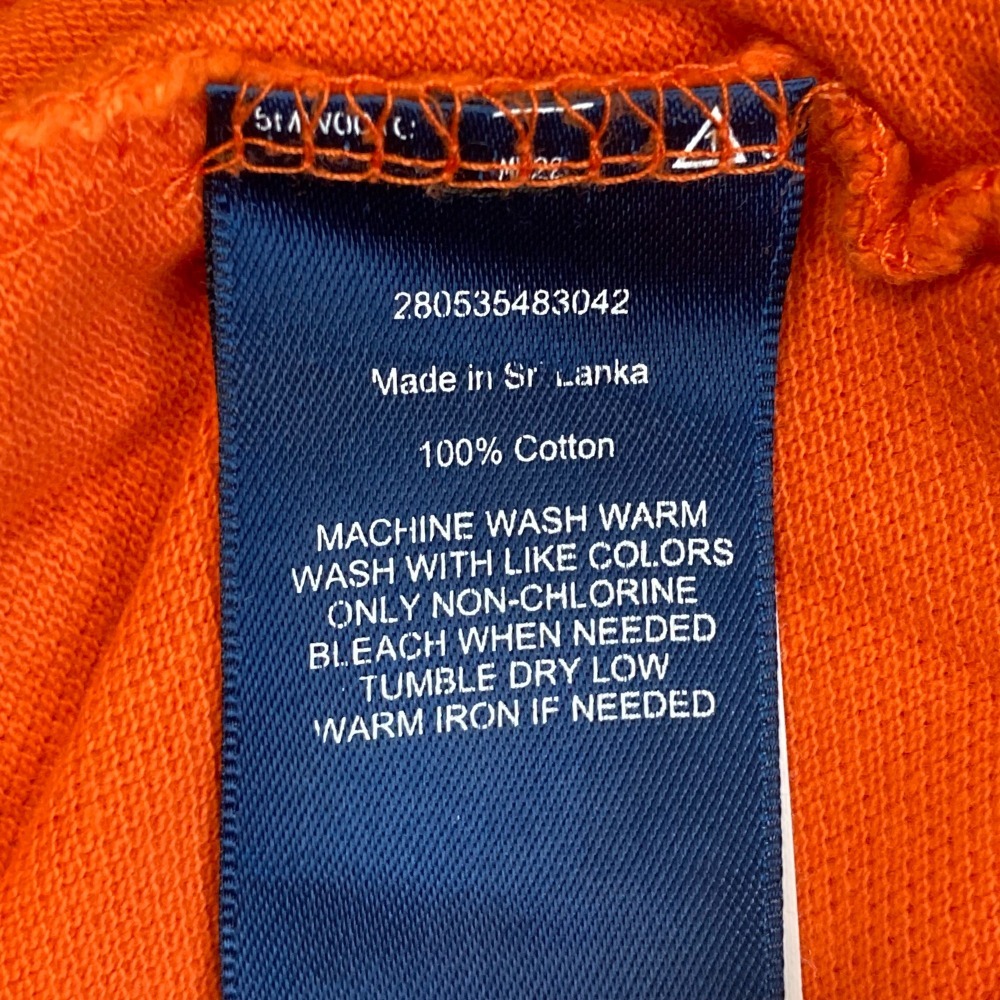 280535483042
Made in Sri Lanka
100% Cotton
MACHINE WASH WARM
WASH WITH LIKE COLORS
ONLY NON-CHLORINE
BLEACH WHEN NEEDED
TUMBLE DRY LOW
WARM IRON IF NEEDED